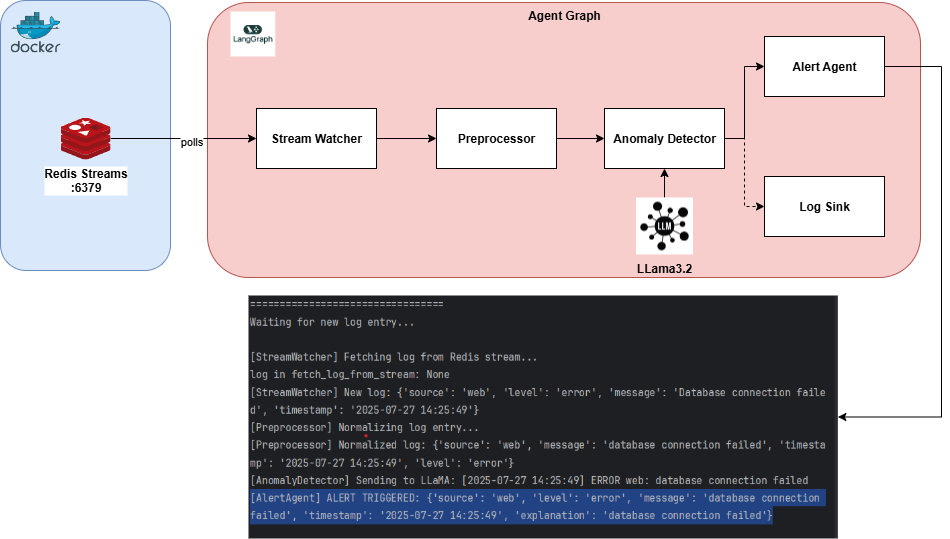 docker
Redis Streams
:6379
polls
Agent Graph
LangGraph
Stream Watcher
Preprocessor
Anomaly Detector
Alert Agent
Log Sink
LLM
LLama3.2
=================================
Waiting for new log entry...
[StreamWatcher] Fetching log from Redis stream...
log in fetch_log_from_stream: None
[StreamWatcher] New log: {'source': 'web', 'level': 'error', 'message': 'Database connection faile
d', 'timestamp': '2025-07-27 14:25:49'}
[Preprocessor] Normalizing log entry...
[Preprocessor] Normalized log: {'source': 'web', 'message': 'database connection failed', 'timesta
mp': '2025-07-27 14:25:49', 'level': 'error'}
[AnomalyDetector] Sending to LLaMA: [2025-07-27 14:25:49] ERROR web: database connection failed
[AlertAgent] ALERT TRIGGERED: {'source': 'web', 'level': 'error', 'message': 'database connection
failed', 'timestamp': '2025-07-27 14:25:49', 'explanation': 'database connection failed'}